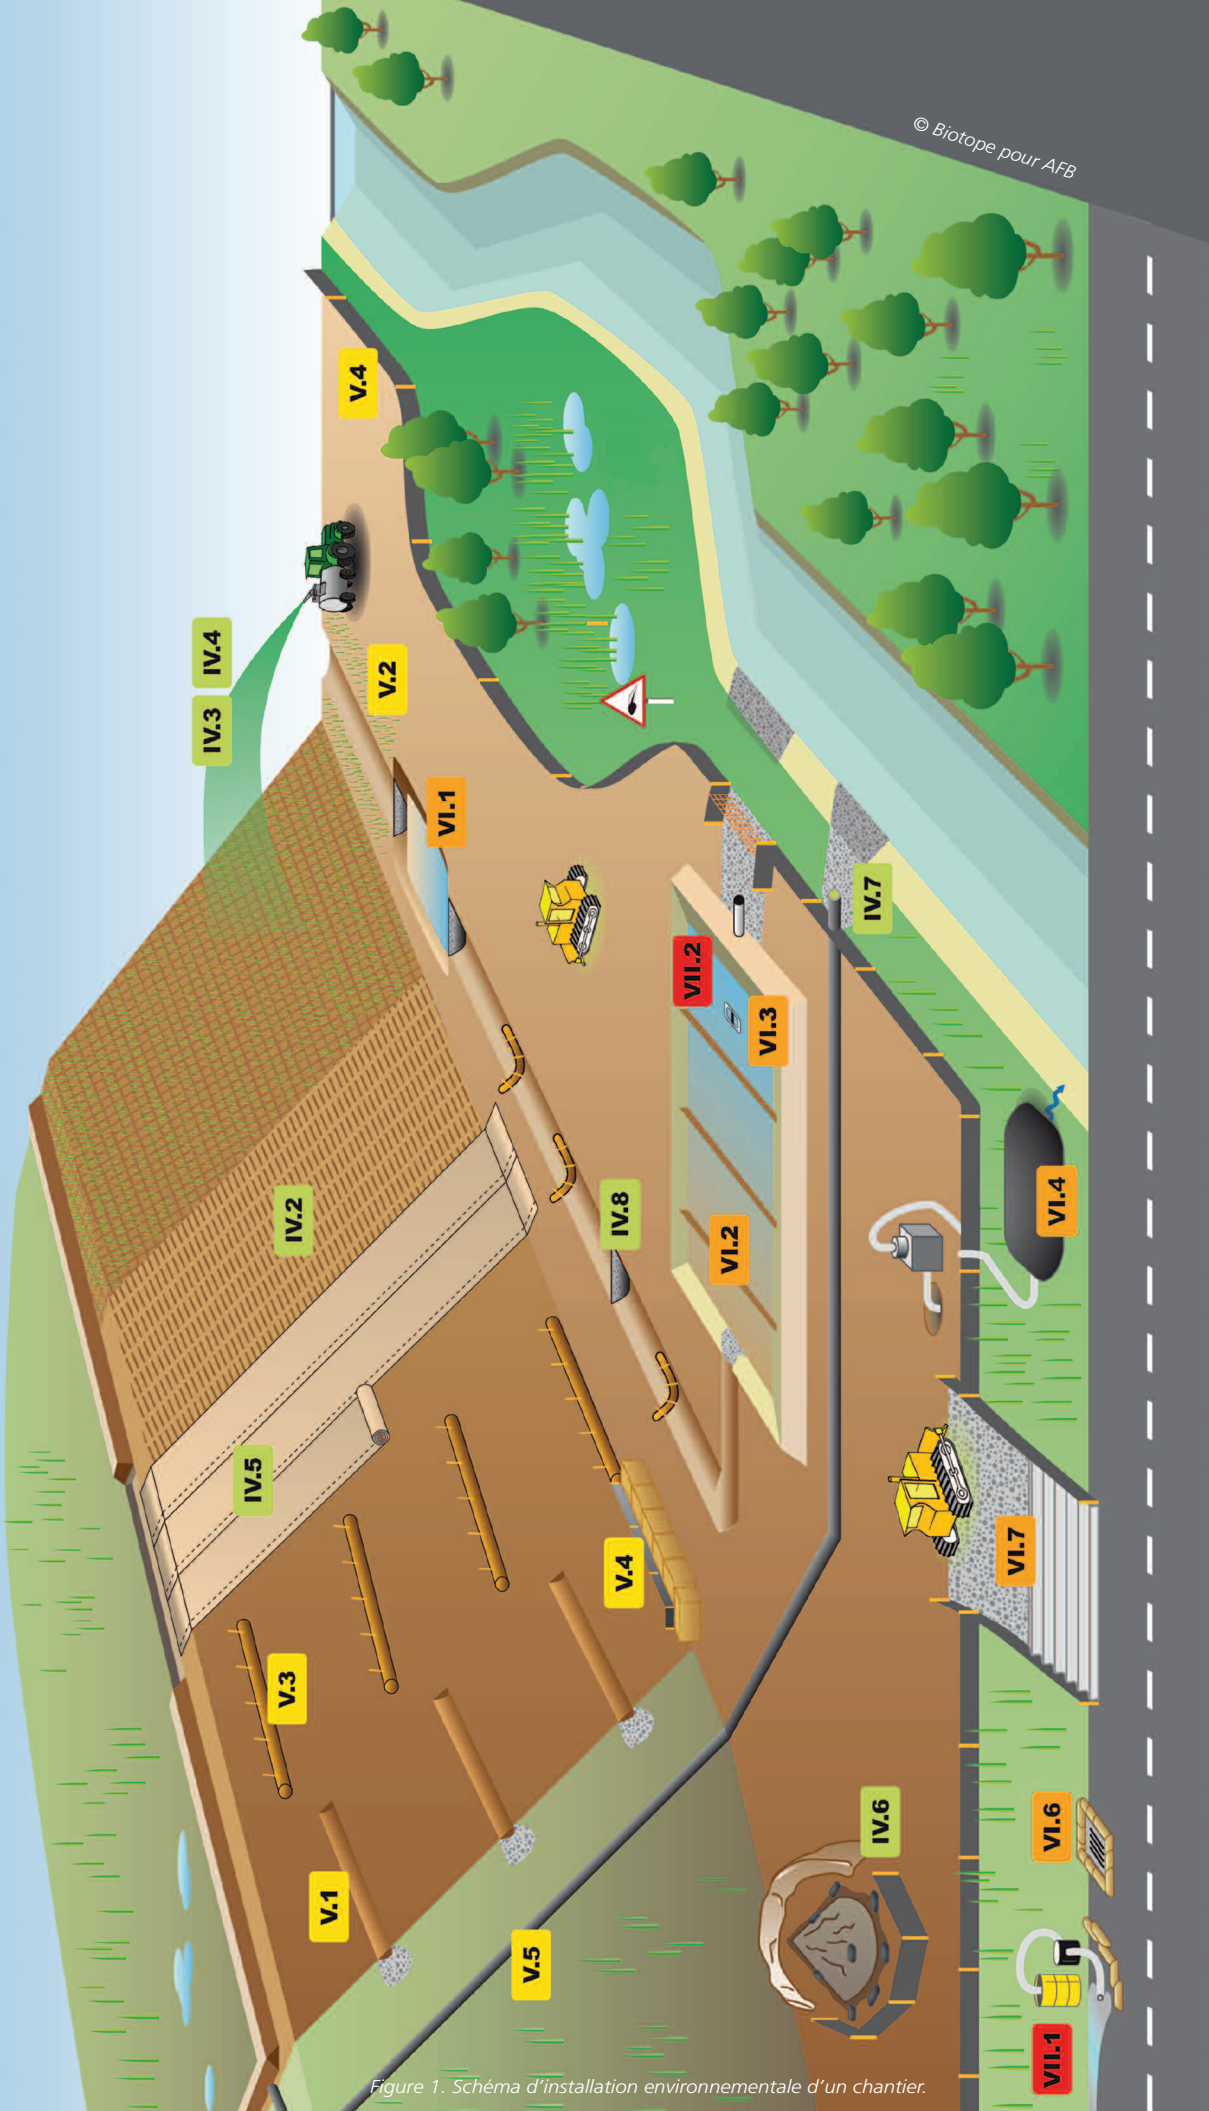 © Biotope pour AFB
V.4
IV.4
IV.3
V.2
VI.1
IV.7
VII.2
VI.3
IV.2
IV.8
VI.2
VI.4
IV.5
V.4
VI.7
V.3
IV.6
VI.6
V.1
V.5
VII.1
Figure 1. Schéma d’installation environnementale d’un chantier.